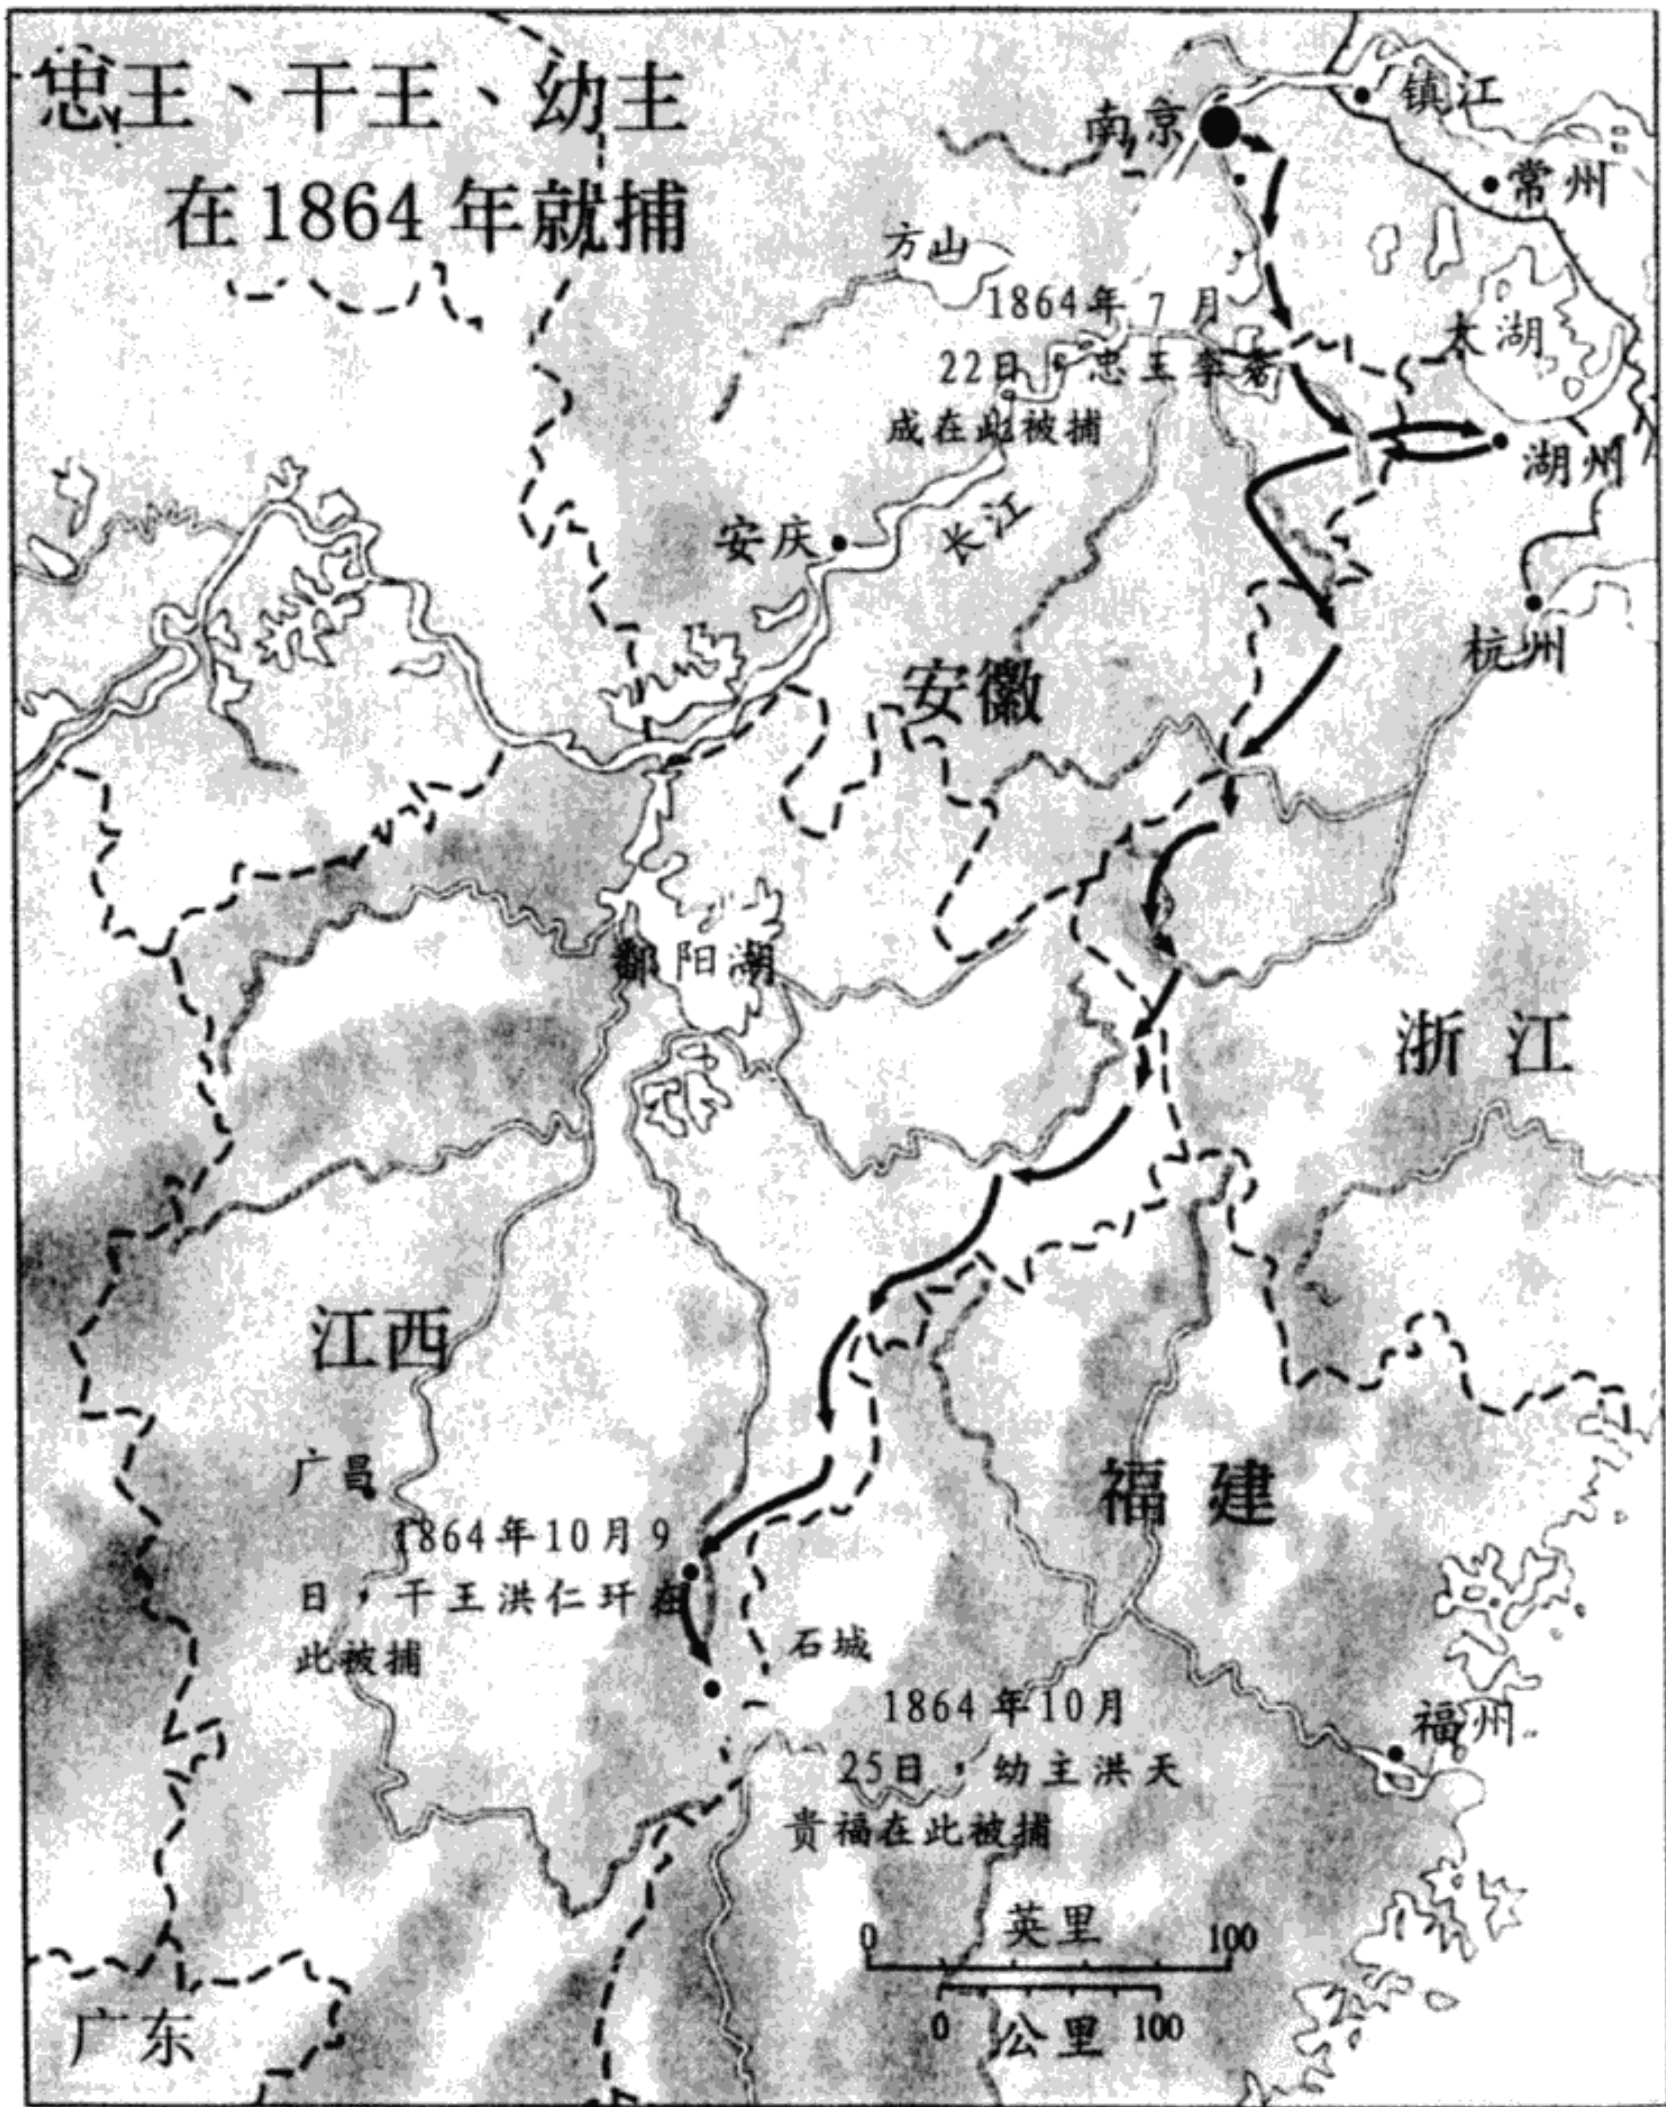 忠王、干王、幼主
在1864年就捕
南京
镇江
常州
方山
1864年 7 月
22日，忠王李秀
成在此被捕
太湖
湖州
安庆
长江
杭州
安徽
鄱阳湖
浙 江
江西
广昌
1864年10月9
日，干王洪仁玕在
此被捕
福 建
石城
1864年10月
25日，幼主洪天
贵福在此被捕
福州
0 英里 100
0 公里 100
广东